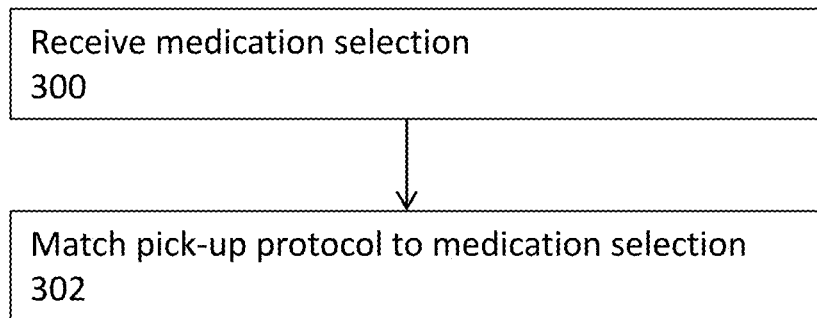 Receive medication selection
300
Match pick-up protocol to medication selection
302